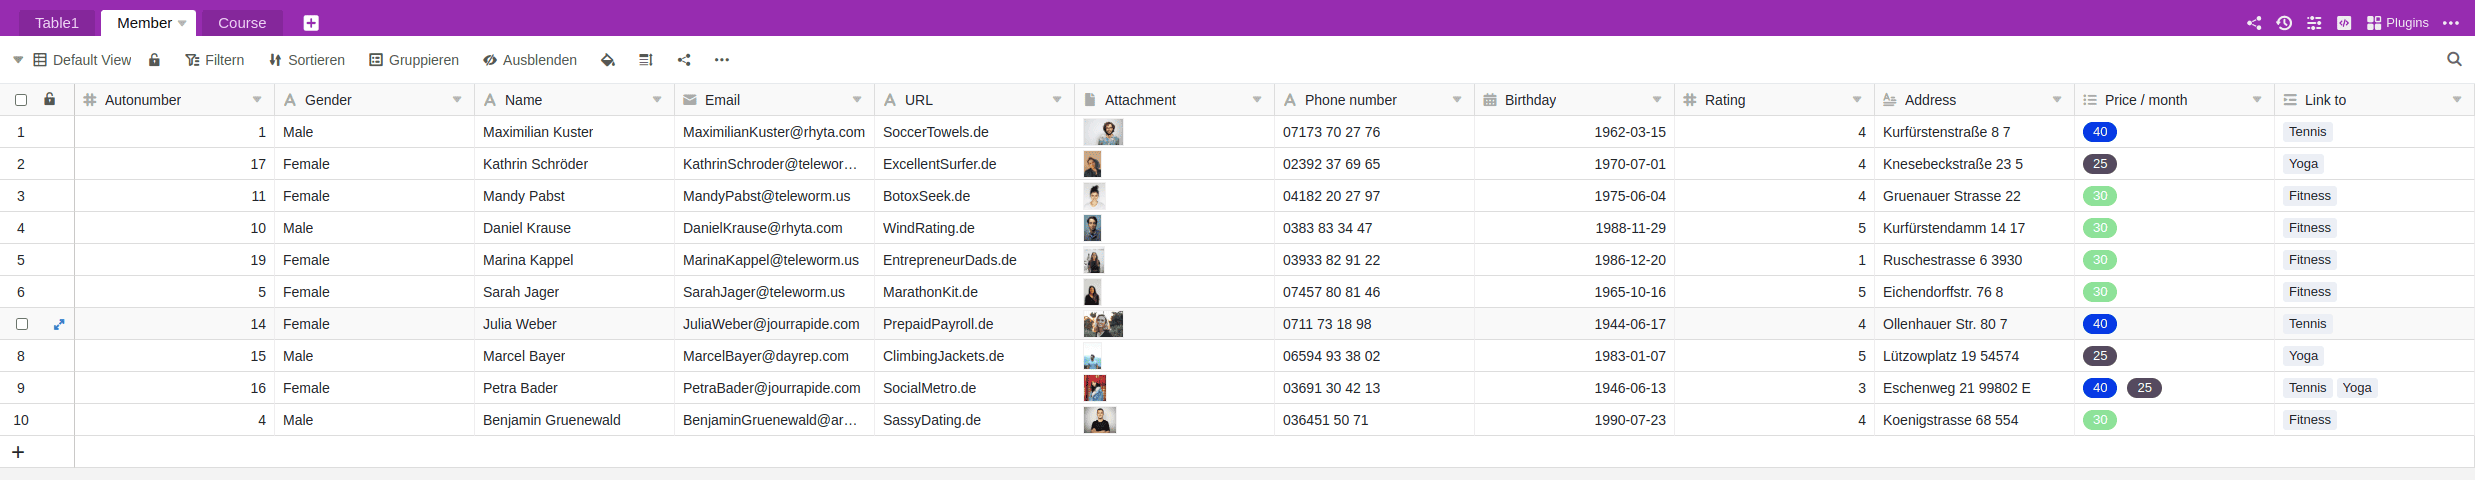 Table1 Member Course Plugins
Default View Filtern Sortieren Gruppieren Ausblenden
Autonumber Gender Name Email URL Attachment Phone number Birthday Rating Address Price / month Link to
1 1 Male Maximilian Kuster MaximilianKuster@rhyta.com SoccerTowels.de 07173 70 27 76 1962-03-15 4 Kurfürstenstraße 8 7 40 Tennis
2 17 Female Kathrin Schröder KathrinSchroder@telewor… ExcellentSurfer.de 02392 37 69 65 1970-07-01 4 Knesebeckstraße 23 5 25 Yoga
3 11 Female Mandy Pabst MandyPabst@teleworm.us BotoxSeek.de 04182 20 27 97 1975-06-04 4 Gruenauer Strasse 22 30 Fitness
4 10 Male Daniel Krause DanielKrause@rhyta.com WindRating.de 0383 83 34 47 1988-11-29 5 Kurfürstendamm 14 17 30 Fitness
5 19 Female Marina Kappel MarinaKappel@teleworm.us EntrepreneurDads.de 03933 82 91 22 1986-12-20 1 Ruschestrasse 6 3930 30 Fitness
6 5 Female Sarah Jager SarahJager@teleworm.us MarathonKit.de 07457 80 81 46 1965-10-16 5 Eichendorffstr. 76 8 30 Fitness
14 Female Julia Weber JuliaWeber@jourrapide.com PrepaidPayroll.de 0711 73 18 98 1944-06-17 4 Ollenhauer Str. 80 7 40 Tennis
8 15 Male Marcel Bayer MarcelBayer@dayrep.com ClimbingJackets.de 06594 93 38 02 1983-01-07 5 Lützowplatz 19 54574 25 Yoga
9 16 Female Petra Bader PetraBader@jourrapide.com SocialMetro.de 03691 30 42 13 1946-06-13 3 Eschenweg 21 99802 E 40 25 Tennis Yoga
10 4 Male Benjamin Gruenewald BenjaminGruenewald@ar… SassyDating.de 036451 50 71 1990-07-23 4 Koenigstrasse 68 554 30 Fitness